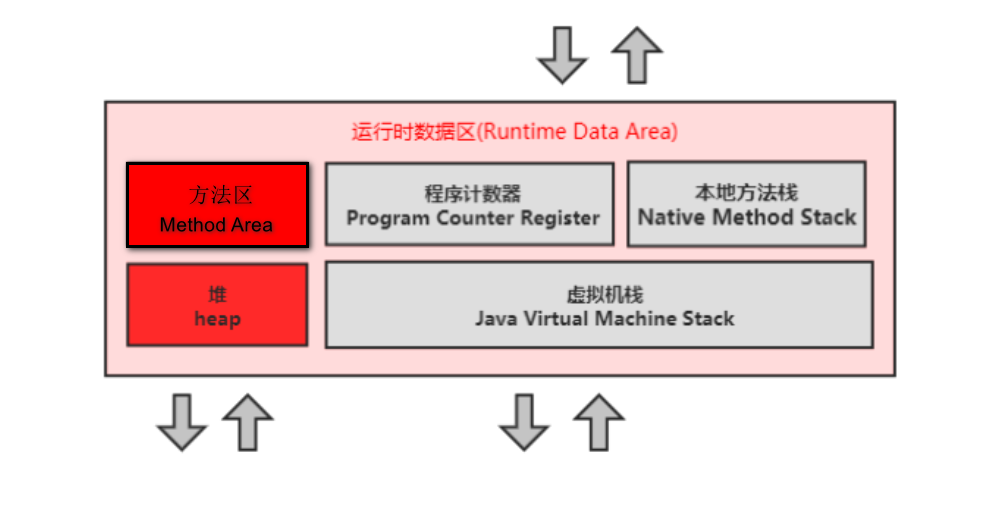 运行时数据区(Runtime Data Area)
方法区
Method Area
程序计数器
Program Counter Register
本地方法栈
Native Method Stack
堆
heap
虚拟机栈
Java Virtual Machine Stack